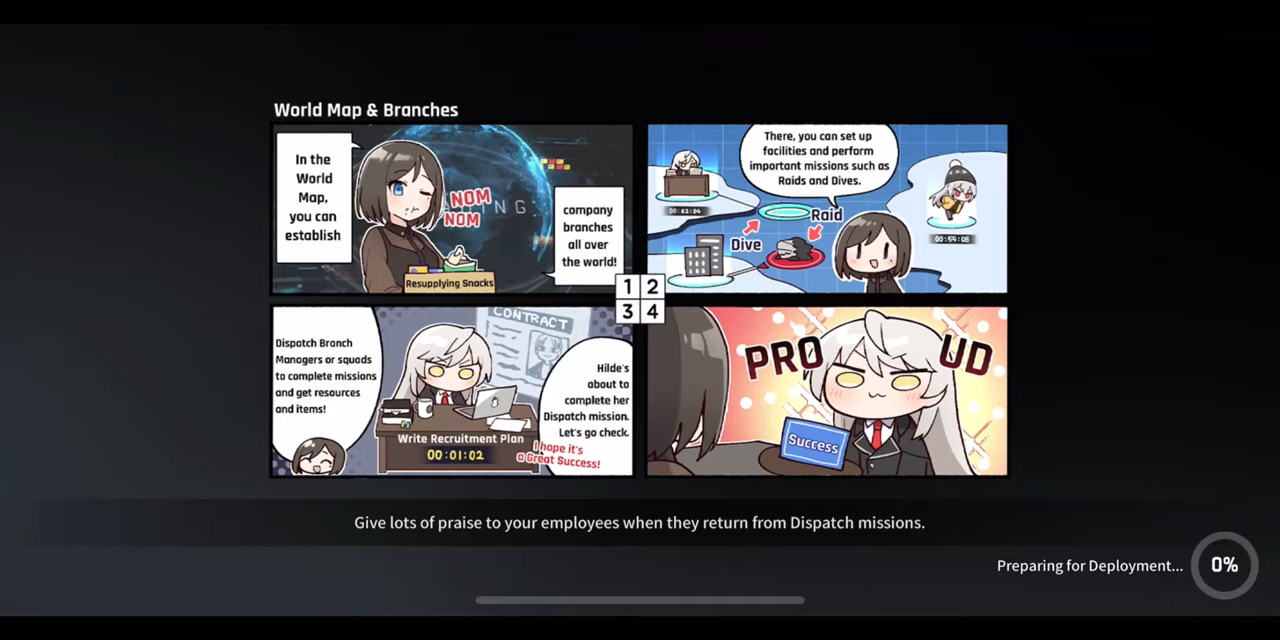 World Map & Branches
In the
World
Map,
you can
establish
NOM
NOM
company
branches
all over
the world!
Resupplying Snacks
There, you can set up
facilities and perform
important missions such as
Raids and Dives.
00:02:04
Raid
Dive
00:59:08
1 2
3 4
Dispatch Branch
Managers or squads
to complete missions
and get resources
and items!
CONTRACT
Hilde's
about to
complete her
Dispatch mission.
Let's go check.
Write Recruitment Plan
00:01:02
I hope it's
a Great Success!
PRO UD
Success
Give lots of praise to your employees when they return from Dispatch missions.
Preparing for Deployment...
0%